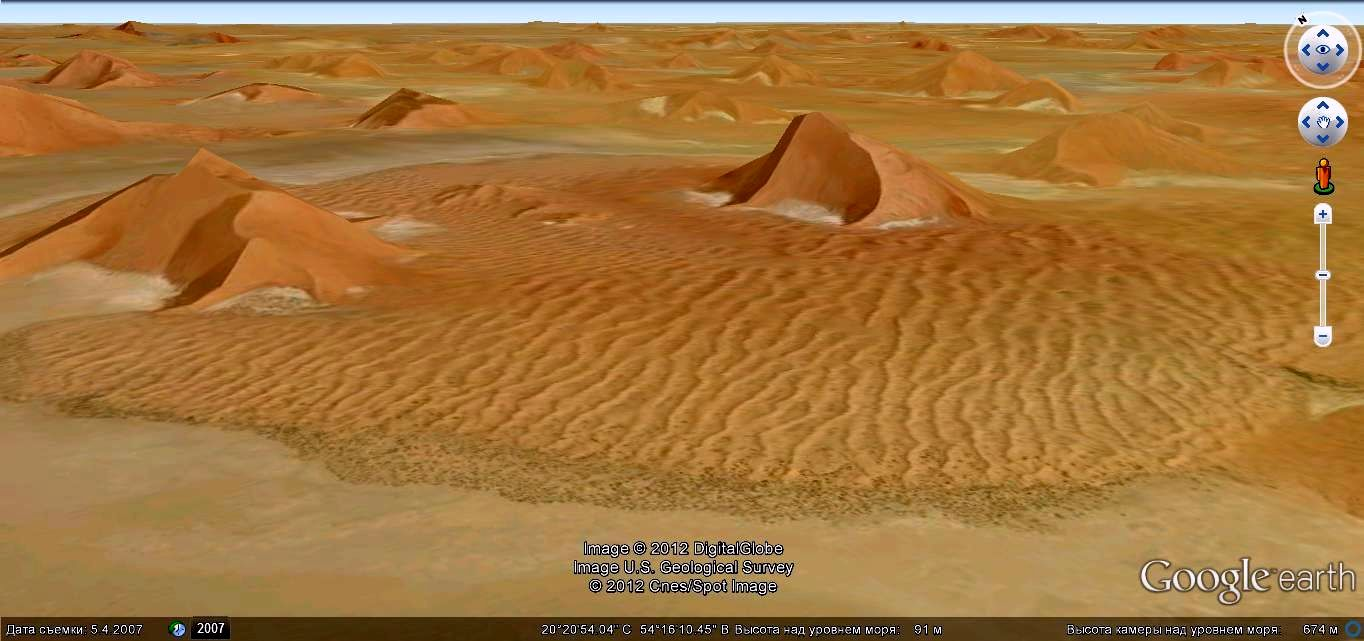 N
Image © 2012 DigitalGlobe
Image U.S. Geological Survey
© 2012 Cnes/Spot Image
Google earth
Дата съемки: 5.4.2007 2007 20°20'54.04" С 54°16'10.45" В Высота над уровнем моря: 91 м Высота камеры над уровнем моря: 674 м